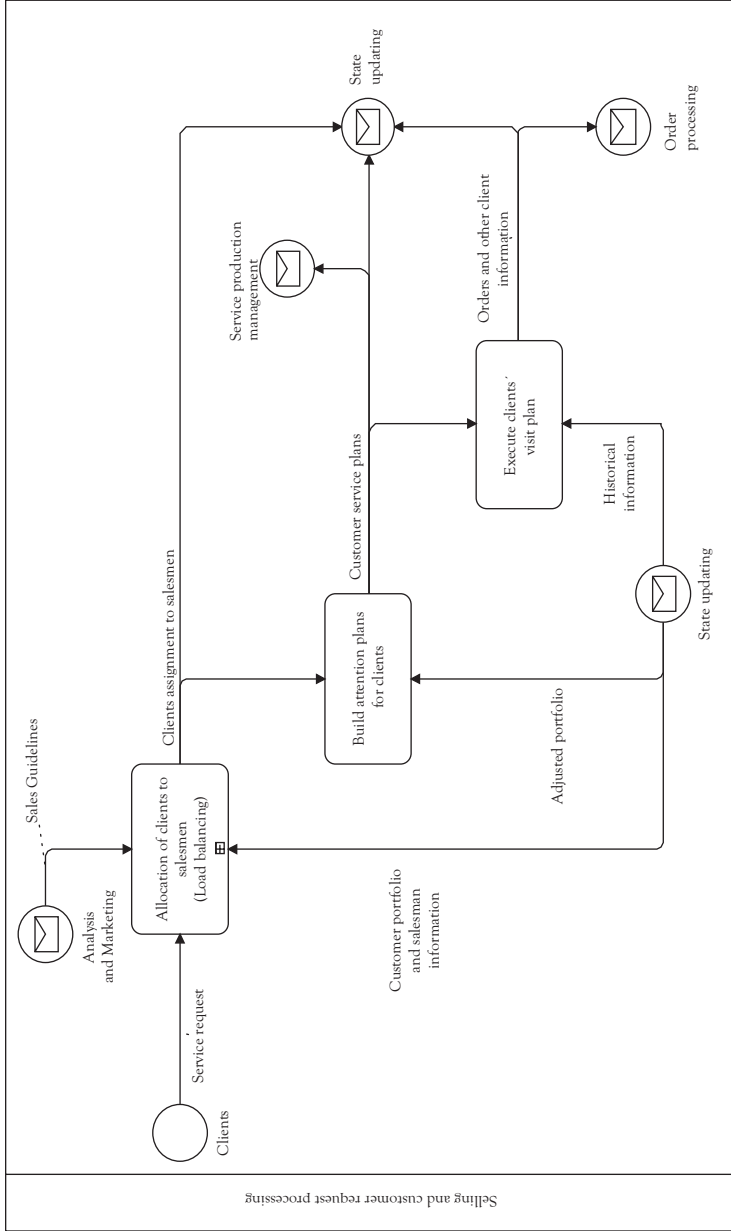 Selling and customer request processing
Clients
Service request
Analysis
and Marketing
Sales Guidelines
Allocation of clients to
salesmen
(Load balancing)
Clients assignment to salesmen
Customer portfolio
and salesman
information
Build attention plans
for clients
Adjusted portfolio
Customer service plans
Service production
management
State
updating
State updating
Historical
information
Execute clients´
visit plan
Orders and other client
information
Order
processing